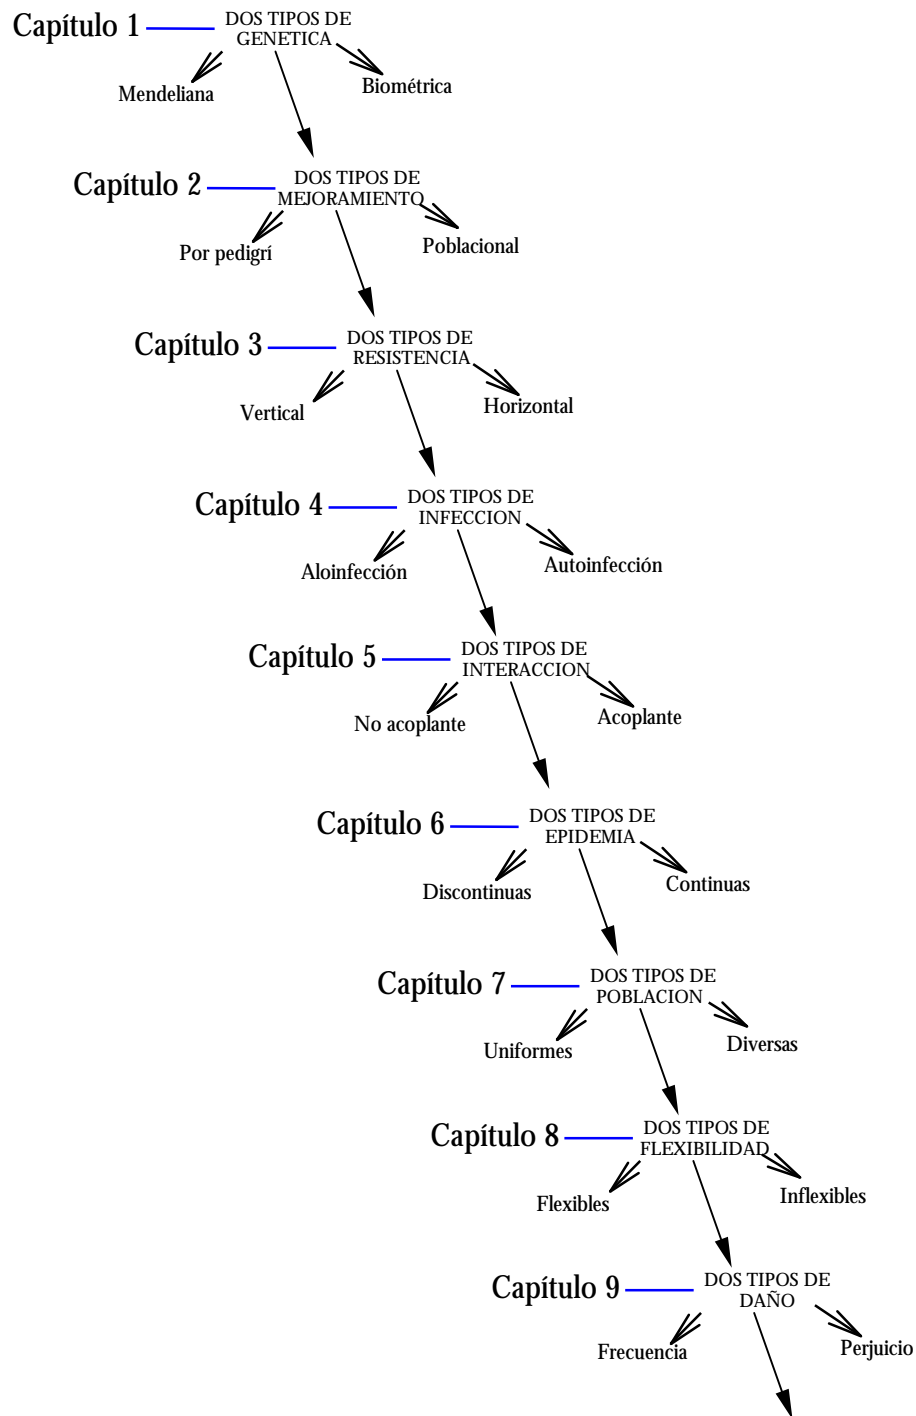 Capítulo 1
DOS TIPOS DE
GENETICA
Mendeliana
Biométrica
Capítulo 2
DOS TIPOS DE
MEJORAMIENTO
Por pedigrí
Poblacional
Capítulo 3
DOS TIPOS DE
RESISTENCIA
Vertical
Horizontal
Capítulo 4
DOS TIPOS DE
INFECCION
Aloinfección
Autoinfección
Capítulo 5
DOS TIPOS DE
INTERACCION
No acoplante
Acoplante
Capítulo 6
DOS TIPOS DE
EPIDEMIA
Discontinuas
Continuas
Capítulo 7
DOS TIPOS DE
POBLACION
Uniformes
Diversas
Capítulo 8
DOS TIPOS DE
FLEXIBILIDAD
Flexibles
Inflexibles
Capítulo 9
DOS TIPOS DE
DAÑO
Frecuencia
Perjuicio